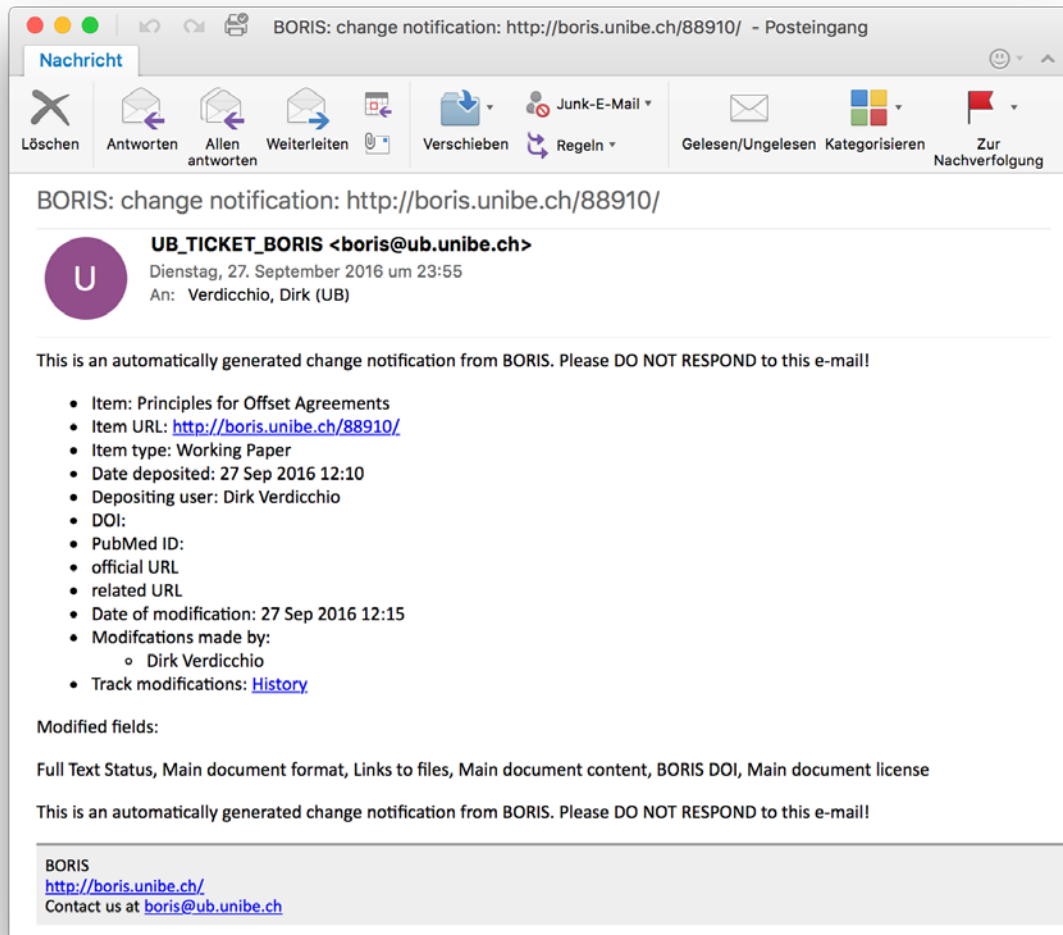 BORIS: change notification: http://boris.unibe.ch/88910/ - Posteingang
Nachricht
Löschen
Antworten
Allen
antworten
Weiterleiten
Verschieben
Junk-E-Mail
Regeln
Gelesen/Ungelesen
Kategorisieren
Zur
Nachverfolgung
BORIS: change notification: http://boris.unibe.ch/88910/
U
UB_TICKET_BORIS <boris@ub.unibe.ch>
Dienstag, 27. September 2016 um 23:55
An: Verdicchio, Dirk (UB)
This is an automatically generated change notification from BORIS. Please DO NOT RESPOND to this e-mail!
• Item: Principles for Offset Agreements
• Item URL: http://boris.unibe.ch/88910/
• Item type: Working Paper
• Date deposited: 27 Sep 2016 12:10
• Depositing user: Dirk Verdicchio
• DOI:
• PubMed ID:
• official URL
• related URL
• Date of modification: 27 Sep 2016 12:15
• Modifcations made by:
◦ Dirk Verdicchio
• Track modifications: History
Modified fields:
Full Text Status, Main document format, Links to files, Main document content, BORIS DOI, Main document license
This is an automatically generated change notification from BORIS. Please DO NOT RESPOND to this e-mail!
BORIS
http://boris.unibe.ch/
Contact us at boris@ub.unibe.ch